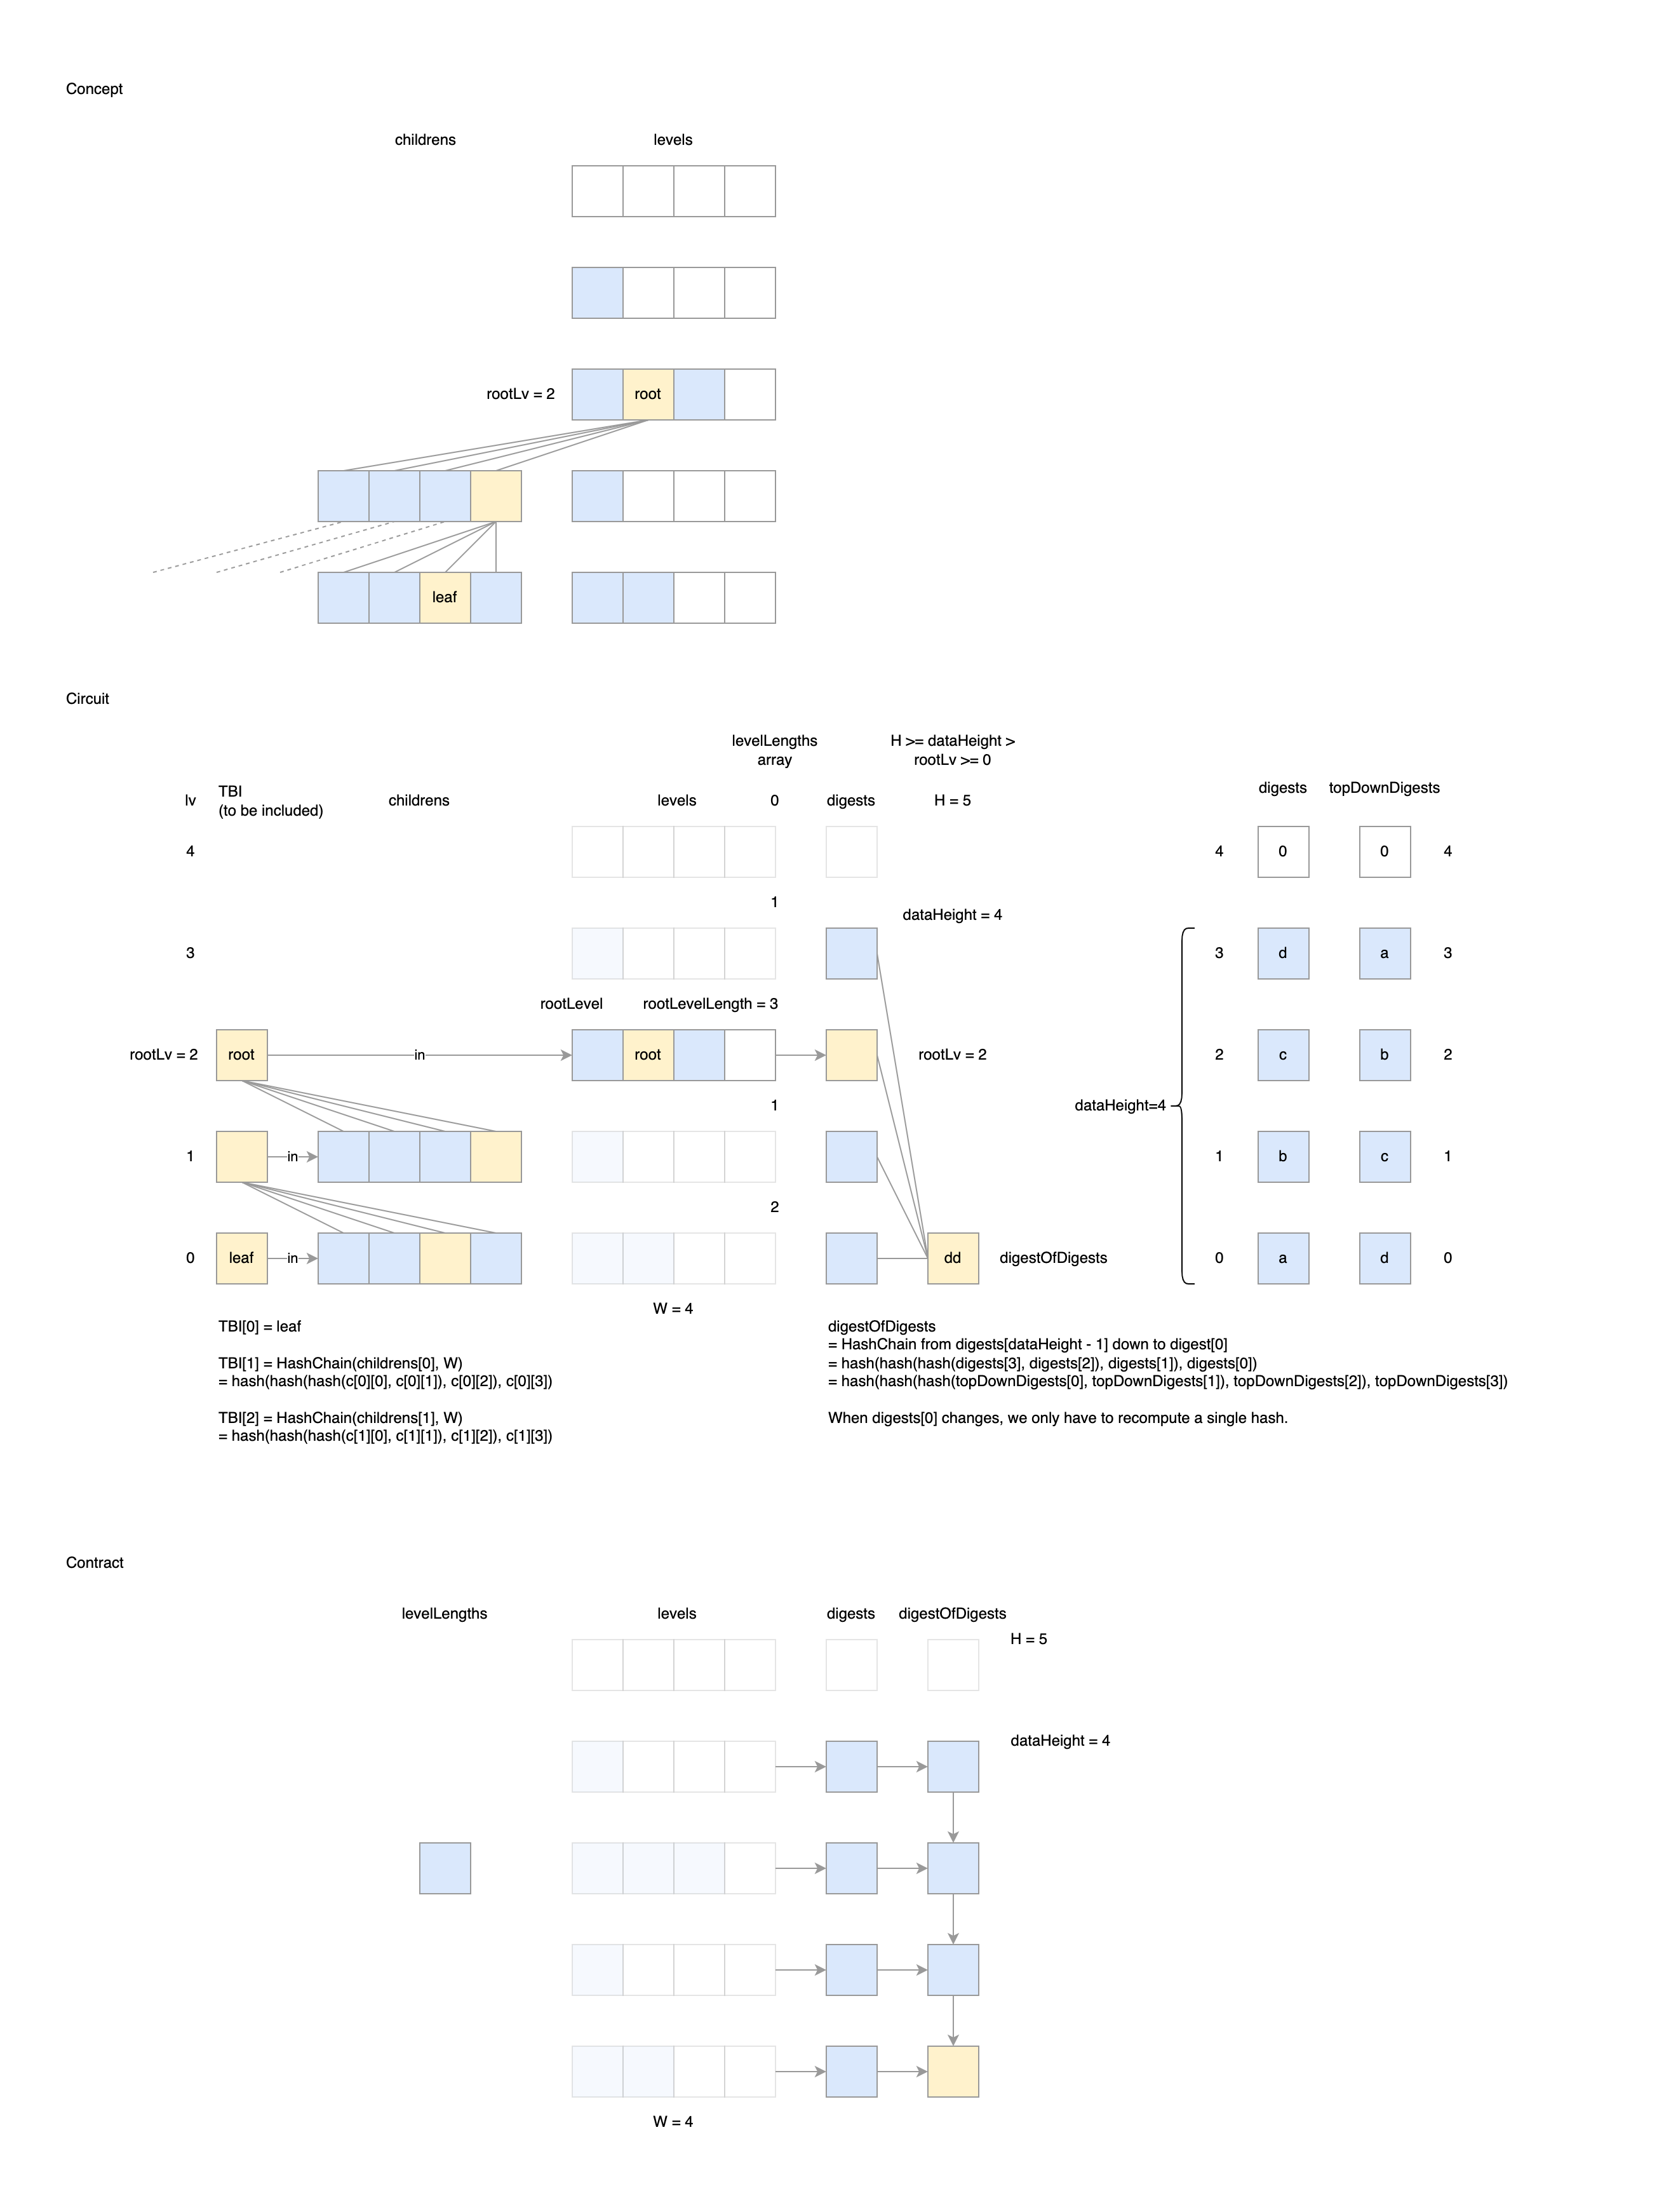 Concept
childrens
levels
rootLv = 2
root
leaf
Circuit
levelLengths
array
H >= dataHeight >
rootLv >= 0
lv
TBI
(to be included)
childrens
levels
0
digests
H = 5
digests
topDownDigests
4
4
0
0
4
1
dataHeight = 4
3
3
d
a
3
rootLevel
rootLevelLength = 3
rootLv = 2
root
in
root
rootLv = 2
2
c
b
2
1
dataHeight=4
1
in
1
b
c
1
2
0
leaf
in
dd
digestOfDigests
0
a
d
0
W = 4
TBI[0] = leaf
TBI[1] = HashChain(childrens[0], W)
= hash(hash(hash(c[0][0], c[0][1]), c[0][2]), c[0][3])
TBI[2] = HashChain(childrens[1], W)
= hash(hash(hash(c[1][0], c[1][1]), c[1][2]), c[1][3])
digestOfDigests
= HashChain from digests[dataHeight - 1] down to digest[0]
= hash(hash(hash(digests[3], digests[2]), digests[1]), digests[0])
= hash(hash(hash(topDownDigests[0], topDownDigests[1]), topDownDigests[2]), topDownDigests[3])
When digests[0] changes, we only have to recompute a single hash.
Contract
levelLengths
levels
digests
digestOfDigests
H = 5
dataHeight = 4
W = 4